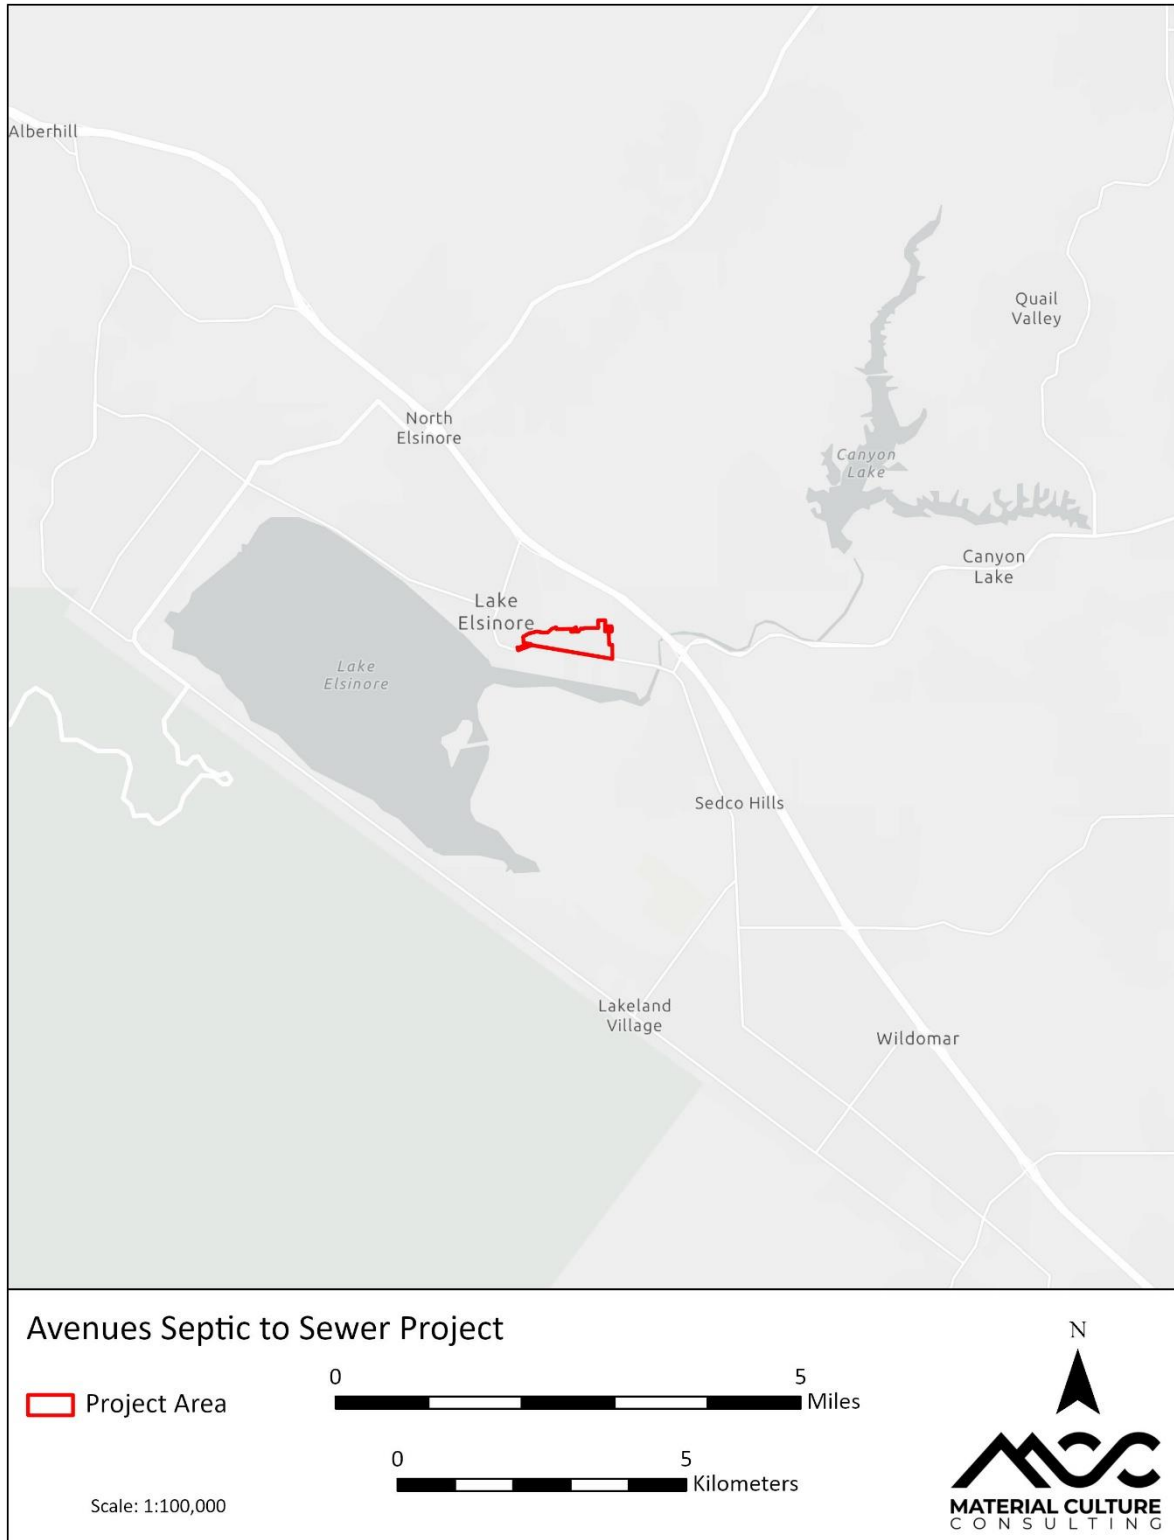 Alberhill
Quail
Valley
North
Elsinore
Canyon
Lake
Canyon
Lake
Lake
Elsinore
Lake
Elsinore
Sedco Hills
Lakeland
Village
Wildomar
Avenues Septic to Sewer Project
Project Area
0 5
Miles
0 5
Kilometers
Scale: 1:100,000
N
MCC
MATERIAL CULTURE
CONSULTING